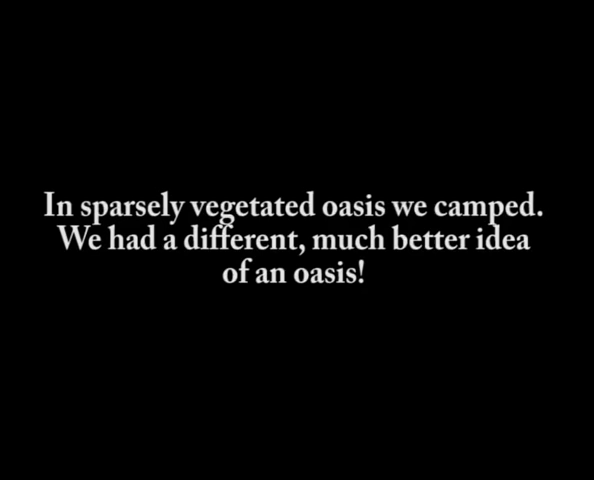 In sparsely vegetated oasis we camped.
We had a different, much better idea
of an oasis!